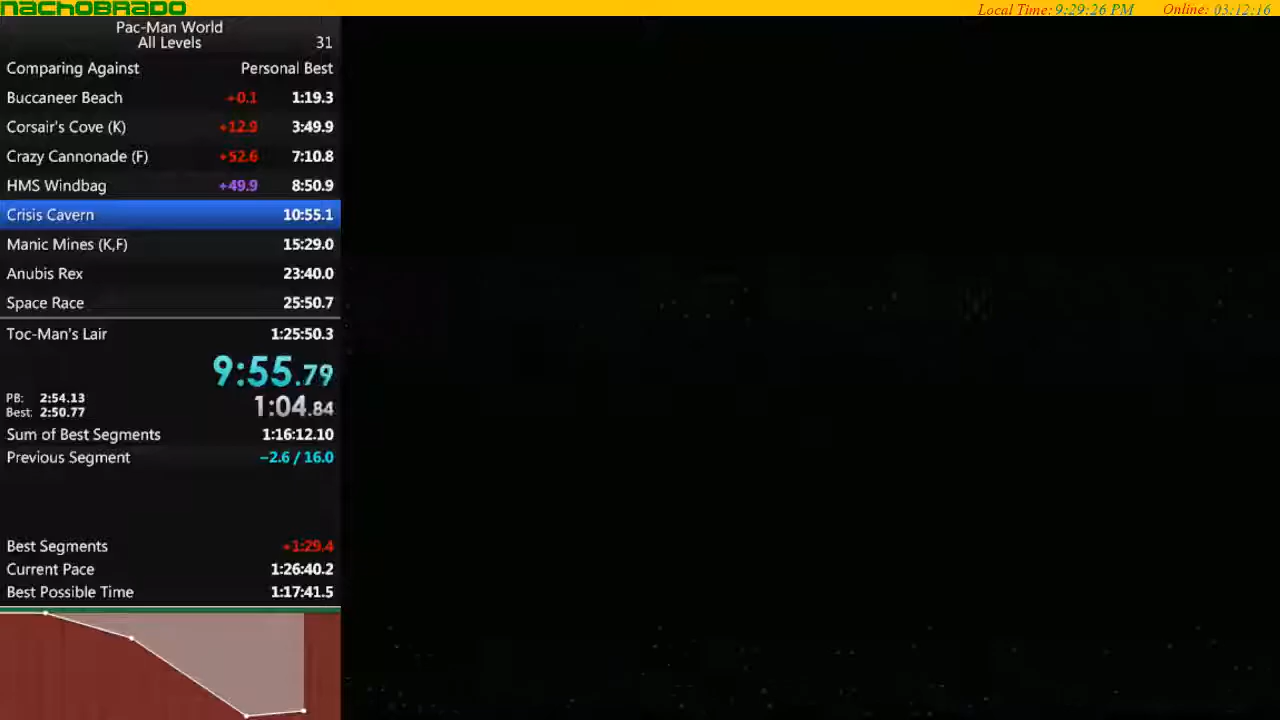 NACHOBRADO
Local Time: 9:29:26 PM Online: 03:12:16
Pac-Man World
All Levels 31
Comparing Against Personal Best
Buccaneer Beach +0.1 1:19.3
Corsair's Cove (K) +12.9 3:49.9
Crazy Cannonade (F) +52.6 7:10.8
HMS Windbag +49.9 8:50.9
Crisis Cavern 10:55.1
Manic Mines (K,F) 15:29.0
Anubis Rex 23:40.0
Space Race 25:50.7
Toc-Man's Lair 1:25:50.3
9:55.79
PB: 2:54.13
Best: 2:50.77
1:04.84
Sum of Best Segments 1:16:12.10
Previous Segment −2.6 / 16.0
Best Segments +1:29.4
Current Pace 1:26:40.2
Best Possible Time 1:17:41.5